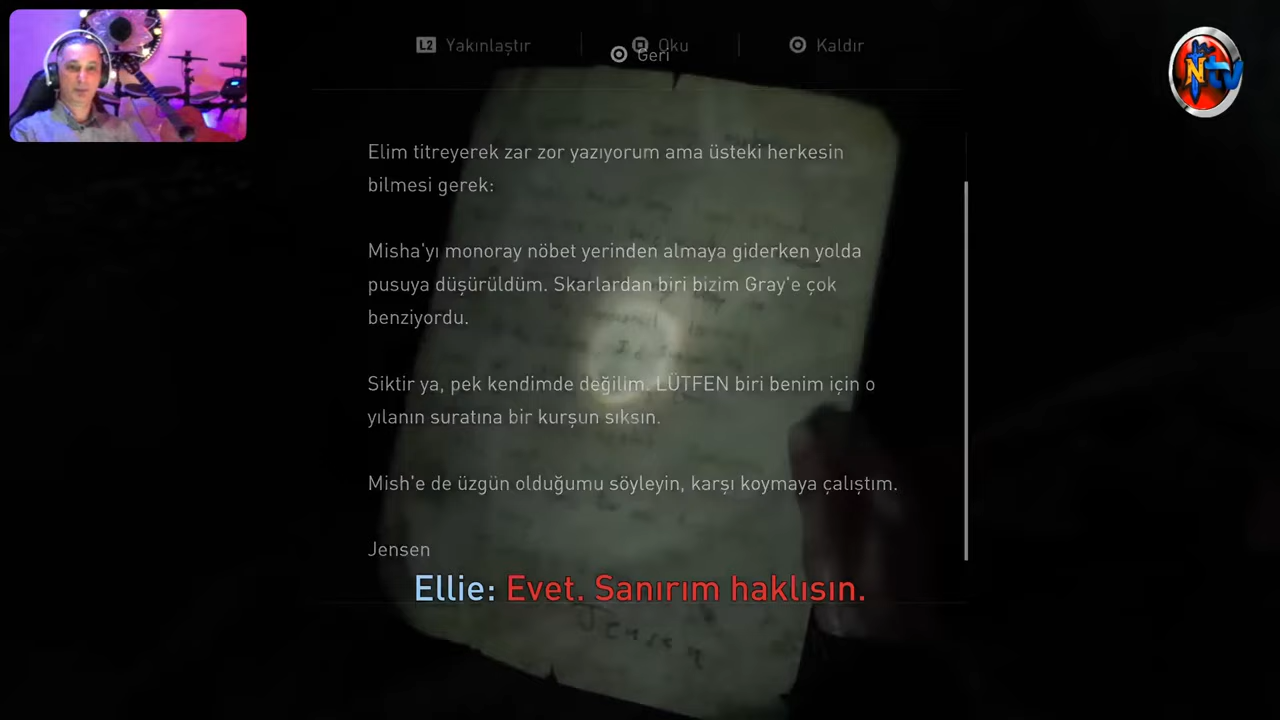 L2 Yakınlaştır
Oku
Geri
Kaldır
NTV
Elim titreyerek zar zor yazıyorum ama üsteki herkesin
bilmesi gerek:
Misha'yı monoray nöbet yerinden almaya giderken yolda
pusuya düşürüldüm. Skarlardan biri bizim Gray'e çok
benziyordu.
Siktir ya, pek kendimde değilim. LÜTFEN biri benim için o
yılanın suratına bir kurşun sıksın.
Mish'e de üzgün olduğumu söyleyin, karşı koymaya çalıştım.
Jensen
Ellie: Evet. Sanırım haklısın.